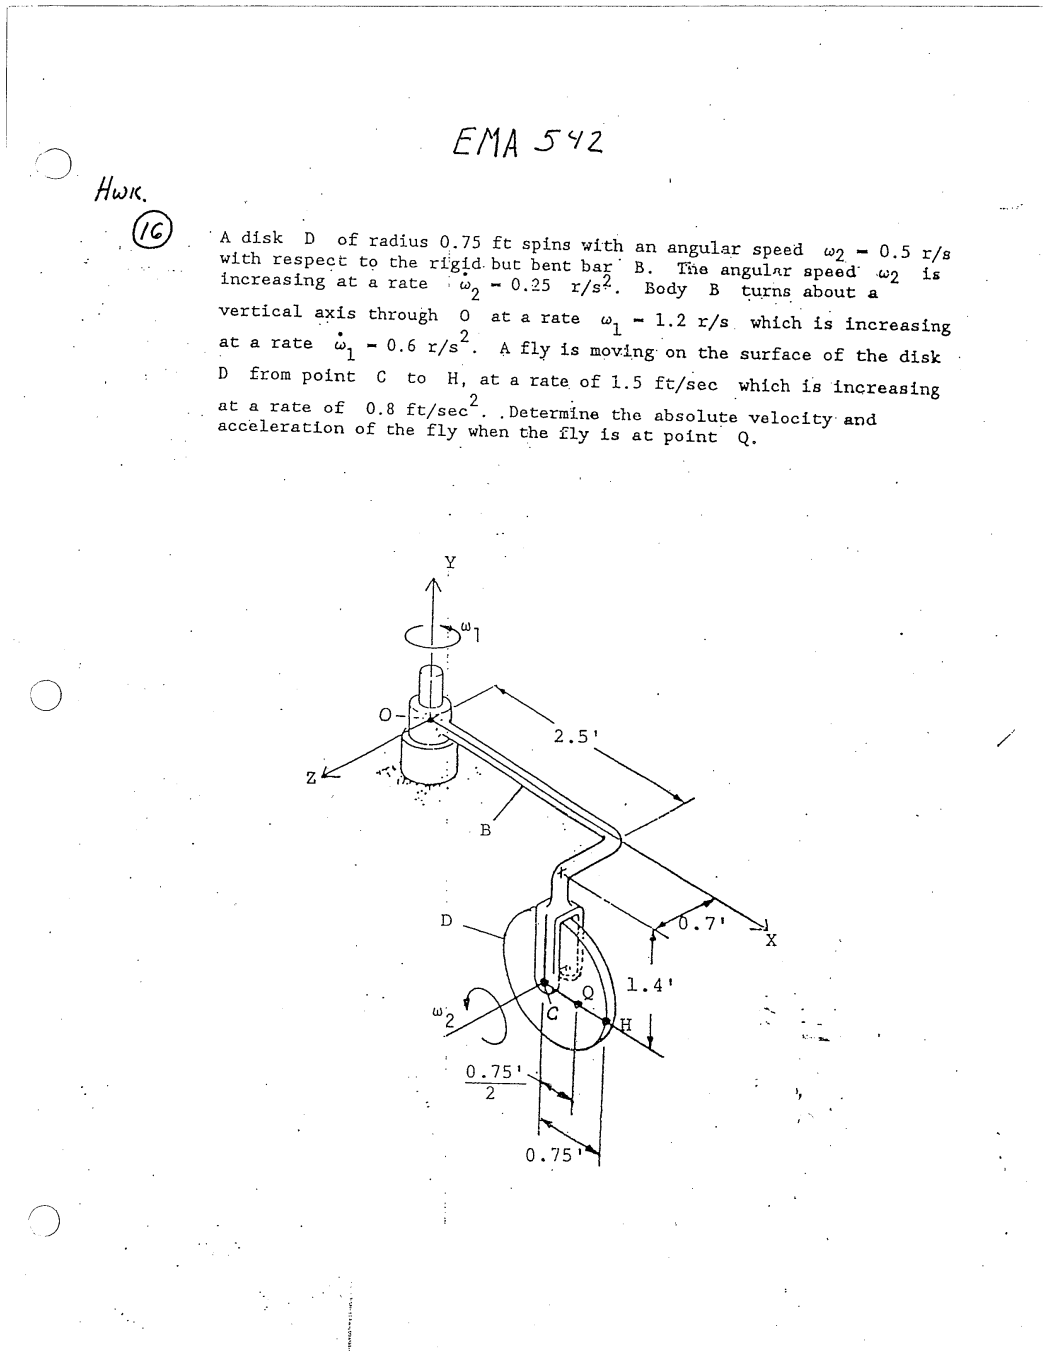 EMA 542
Hwk.
16
A disk D of radius 0.75 ft spins with an angular speed ω2 = 0.5 r/s
with respect to the rigid but bent bar B. The angular speed ω2 is
increasing at a rate ω̇2 = 0.25 r/s². Body B turns about a
vertical axis through O at a rate ω1 = 1.2 r/s which is increasing
at a rate ω̇1 = 0.6 r/s². A fly is moving on the surface of the disk
D from point C to H, at a rate of 1.5 ft/sec which is increasing
at a rate of 0.8 ft/sec². Determine the absolute velocity and
acceleration of the fly when the fly is at point Q.
Y
ω1
O
2.5'
Z
B
D
0.7'
X
1.4'
Q
C
ω2
H
0.75'
2
0.75'